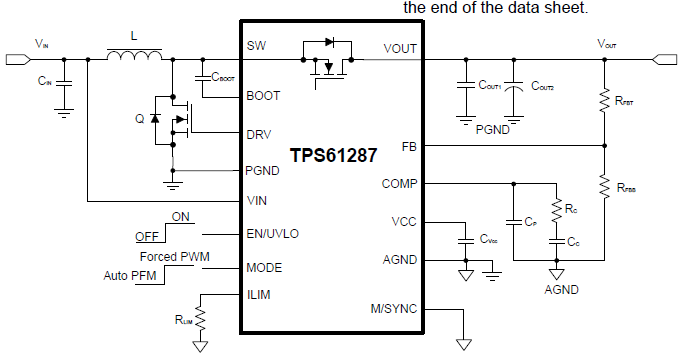 the end of the data sheet.
VIN
L
SW
VOUT
VOUT
CIN
CBOOT
COUT1
COUT2
RFBT
BOOT
Q
DRV
PGND
TPS61287
FB
PGND
COMP
RFBB
VIN
ON
OFF
EN/UVLO
VCC
CVCC
CP
RC
CC
Forced PWM
Auto PFM
MODE
AGND
ILIM
AGND
RLIM
M/SYNC